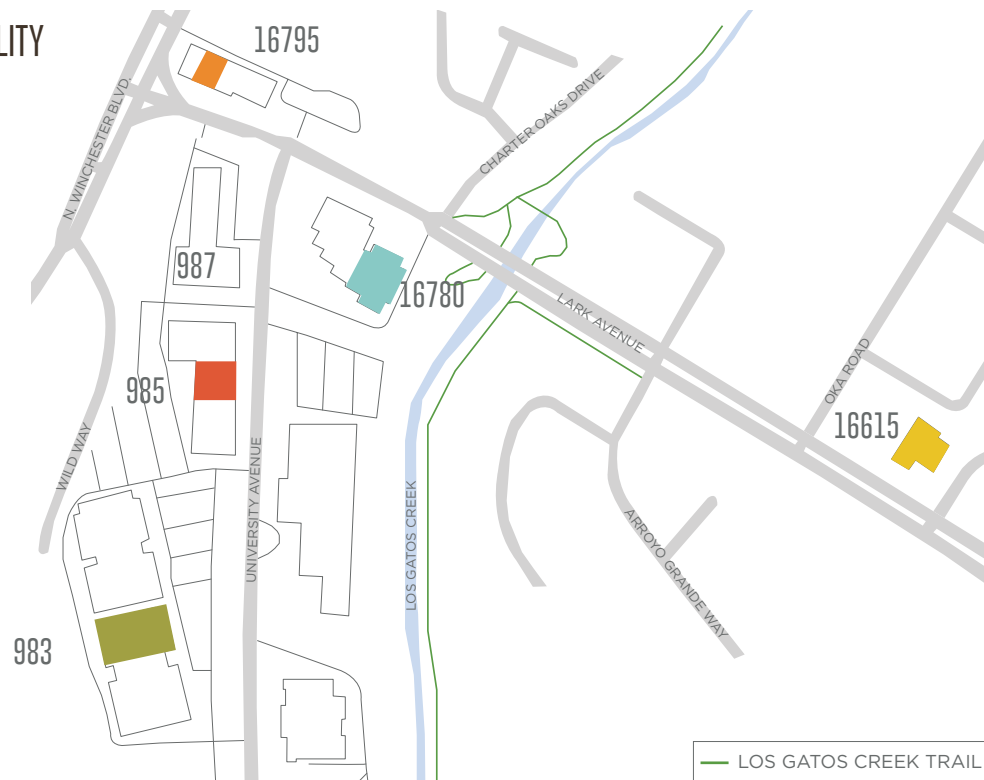 LITY
16795
N. WINCHESTER BLVD.
CHARTER OAKS DRIVE
987
16780
LARK AVENUE
985
OKA ROAD
16615
WILD WAY
UNIVERSITY AVENUE
LOS GATOS CREEK
ARROYO GRANDE WAY
983
LOS GATOS CREEK TRAIL